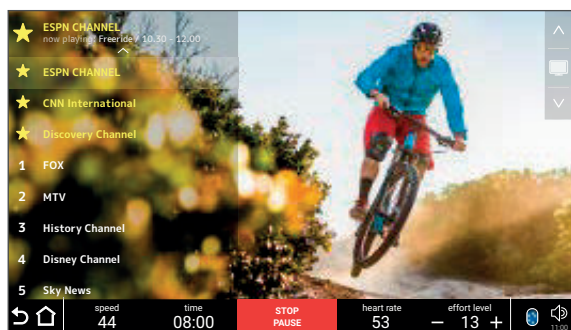 ESPN CHANNEL
now playing: Freeride / 10.30 - 12.00
ESPN CHANNEL
CNN International
Discovery Channel
1 FOX
2 MTV
3 History Channel
4 Disney Channel
5 Sky News
speed
44
time
08:00
STOP
PAUSE
heart rate
53
effort level
− 13 +
11:00